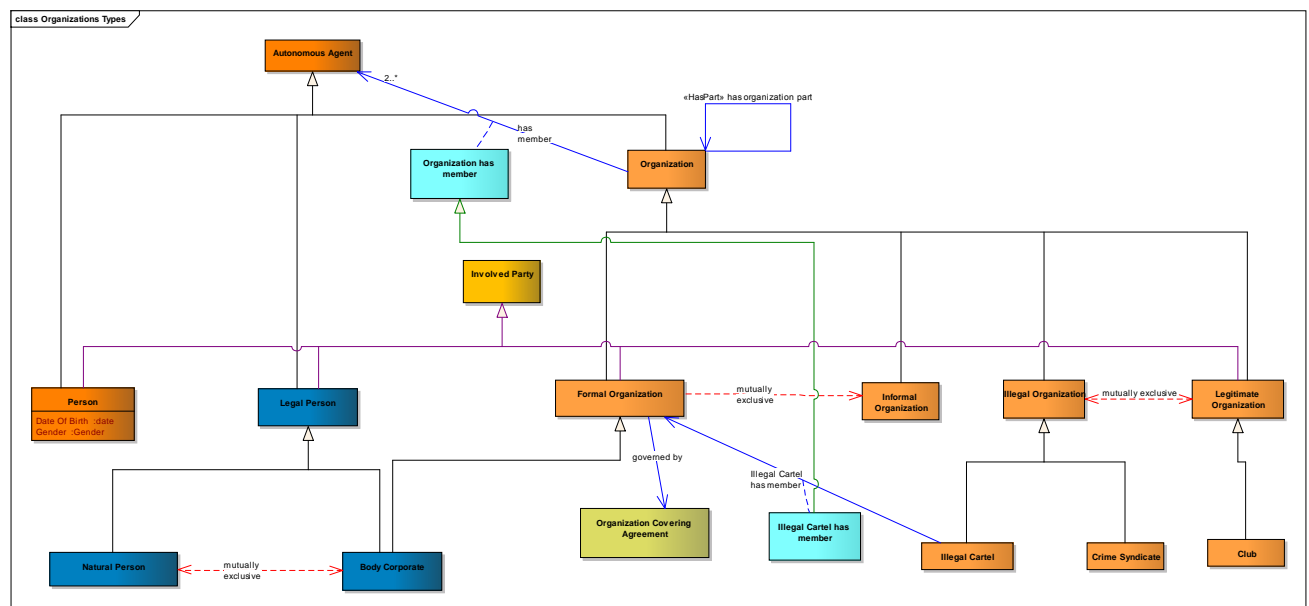 class Organizations Types
Autonomous Agent
2..*
«HasPart» has organization part
has
member
Organization has
member
Organization
Involved Party
Person
Date Of Birth :date
Gender :Gender
Legal Person
Formal Organization
mutually
exclusive
Informal
Organization
Illegal Organization
mutually exclusive
Legitimate
Organization
governed by
Illegal Cartel
has member
Organization Covering
Agreement
Illegal Cartel has
member
Natural Person
mutually
exclusive
Body Corporate
Illegal Cartel
Crime Syndicate
Club